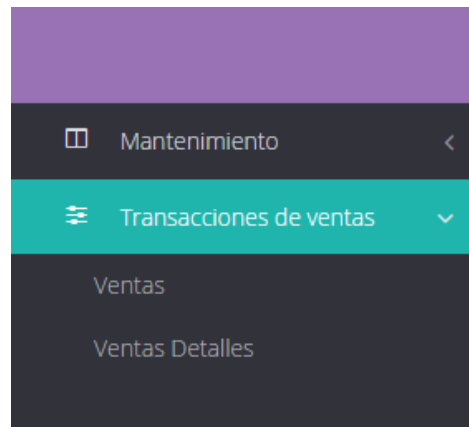 Mantenimiento
Transacciones de ventas
Ventas
Ventas Detalles